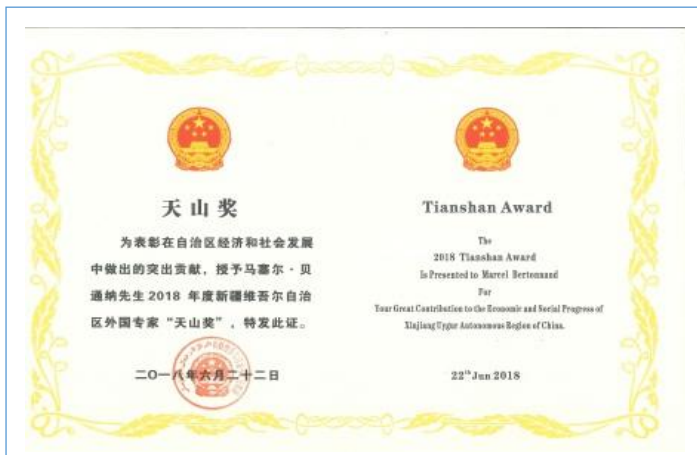 天山奖
为表彰在自治区经济和社会发展
中做出的突出贡献，授予马塞尔·贝
通纳先生2018 年度新疆维吾尔自治
区外国专家“天山奖”，特发此证。
二〇一八年六月二十二日
Tianshan Award
The
2018 Tianshan Award
Is Presented to Marcel Bertonnaud
For
Your Great Contribution to the Economic and Social Progress of
Xinjiang Uygur Autonomous Region of China.
22th Jun 2018